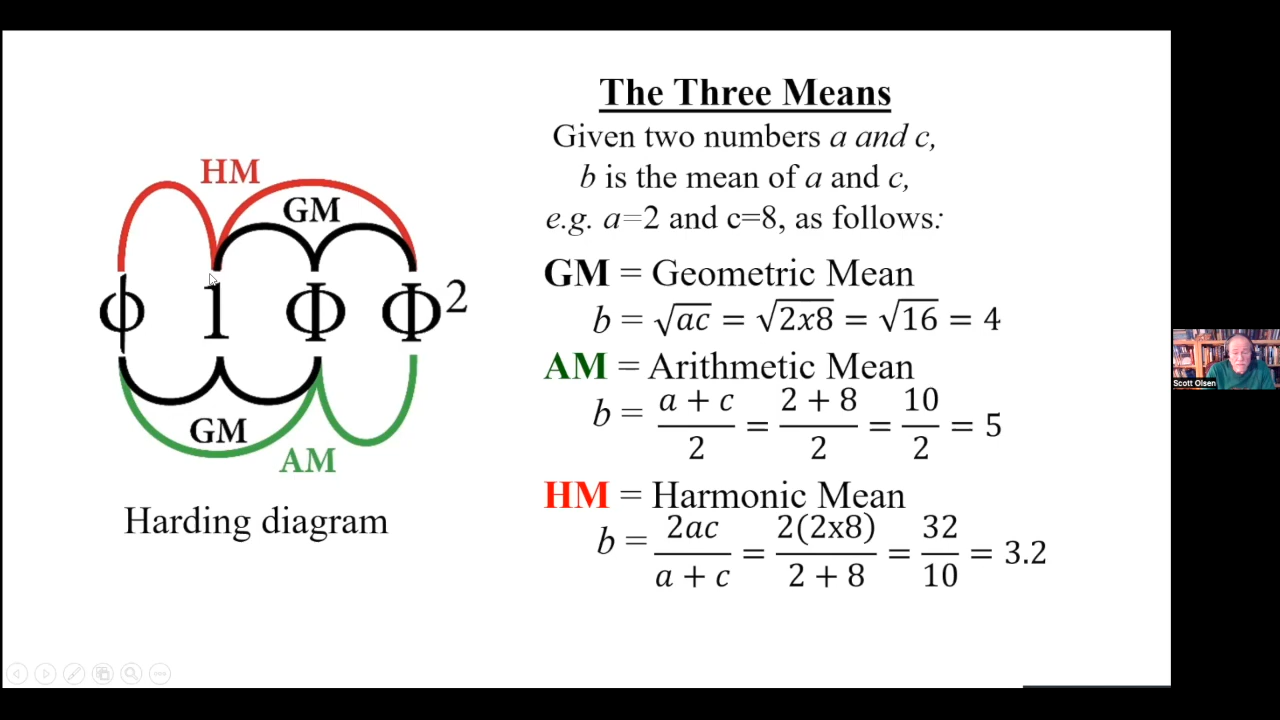 The Three Means
Given two numbers a and c,
b is the mean of a and c,
e.g. a=2 and c=8, as follows:
GM = Geometric Mean
b = √ac = √2x8 = √16 = 4
AM = Arithmetic Mean
b = a + c / 2 = 2 + 8 / 2 = 10 / 2 = 5
HM = Harmonic Mean
b = 2ac / a + c = 2(2x8) / 2 + 8 = 32 / 10 = 3.2
HM
GM
ϕ 1 Φ Φ²
GM
AM
Harding diagram
Scott Olsen